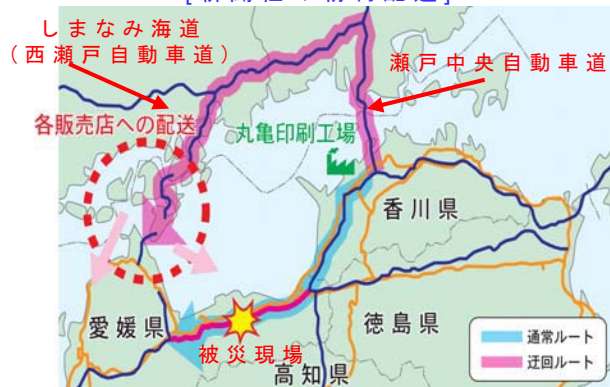 しまなみ海道
(西瀬戸自動車道)
瀬戸中央自動車道
各販売店への配送
丸亀印刷工場
香川県
愛媛県
被災現場
徳島県
高知県
通常ルート
迂回ルート